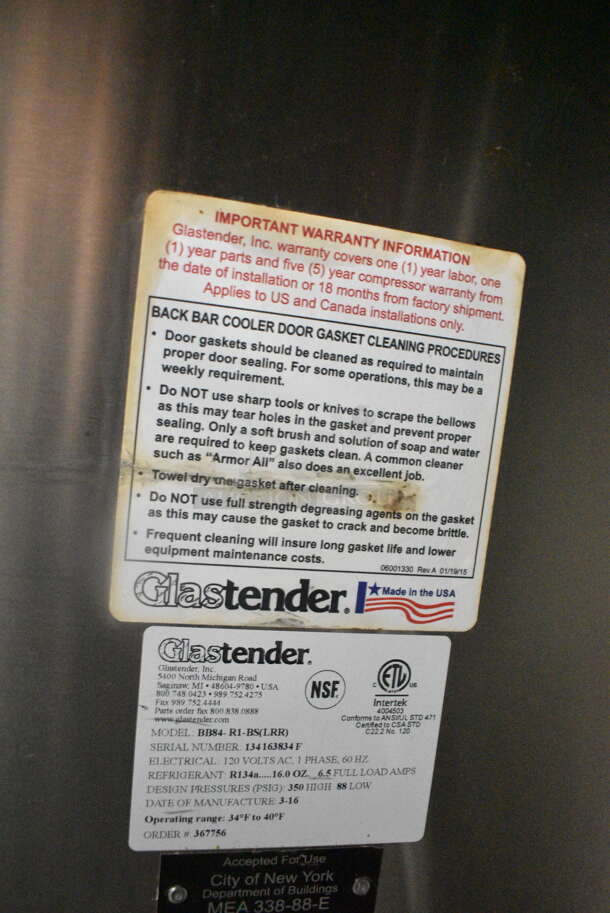 IMPORTANT WARRANTY INFORMATION
Glastender, Inc. warranty covers one (1) year labor, one
(1) year parts and five (5) year compressor warranty from
the date of installation or 18 months from factory shipment.
Applies to US and Canada installations only.
BACK BAR COOLER DOOR GASKET CLEANING PROCEDURES
• Door gaskets should be cleaned as required to maintain
proper door sealing. For some operations, this may be a
weekly requirement.
• Do NOT use sharp tools or knives to scrape the bellows
as this may tear holes in the gasket and prevent proper
sealing. Only a soft brush and solution of soap and water
are required to keep gaskets clean. A common cleaner
such as "Armor All" also does an excellent job.
• Towel dry the gasket after cleaning.
• Do NOT use full strength degreasing agents on the gasket
as this may cause the gasket to crack and become brittle.
• Frequent cleaning will insure long gasket life and lower
equipment maintenance costs.
06001330 Rev A 01/19/15
Glastender.
Made in the USA
Glastender.
Glastender, Inc.
5400 North Michigan Road
Saginaw, MI • 48604-9780 • USA
800 748 0423 • 989 752 4275
Fax 989 752 4444
Parts order fax 800 838 0888
www.glastender.com
NSF
C ETL US
Intertek
4004503
Conforms to ANSI/UL STD 471
Certified to CSA STD
C22.2 No. 120
MODEL: BB84- R1-BS(LRR)
SERIAL NUMBER: 134163834 F
ELECTRICAL: 120 VOLTS AC, 1 PHASE, 60 HZ
REFRIGERANT: R134a.....16.0 OZ. 6.5 FULL LOAD AMPS
DESIGN PRESSURES (PSIG): 350 HIGH 88 LOW
DATE OF MANUFACTURE: 3-16
Operating range: 34°F to 40°F
ORDER #: 367756
Accepted For Use
City of New York
Department of Buildings
MEA 338-88-E